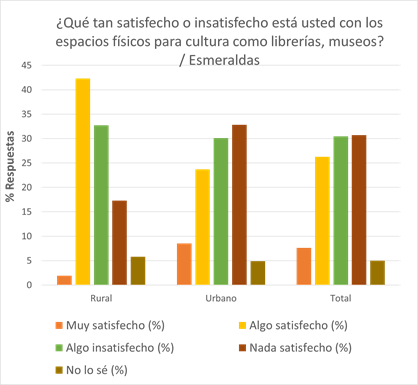 ¿Qué tan satisfecho o insatisfecho está usted con los
espacios físicos para cultura como librerías, museos?
/ Esmeraldas
% Respuestas
45
40
35
30
25
20
15
10
5
0
Rural
Urbano
Total
Muy satisfecho (%)
Algo satisfecho (%)
Algo insatisfecho (%)
Nada satisfecho (%)
No lo sé (%)